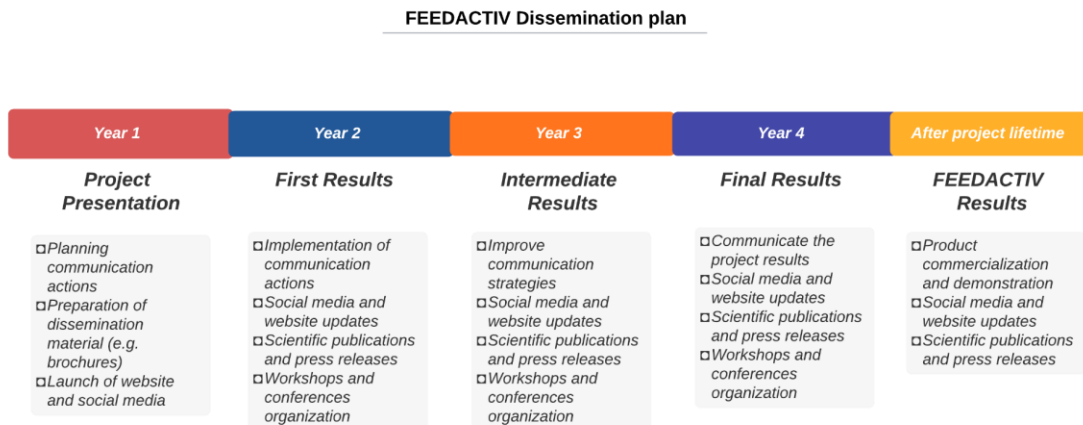 FEEDACTIV Dissemination plan
Year 1
Year 2
Year 3
Year 4
After project lifetime
Project
Presentation
First Results
Intermediate
Results
Final Results
FEEDACTIV
Results
Planning
communication
actions
Preparation of
dissemination
material (e.g.
brochures)
Launch of website
and social media
Implementation of
communication
actions
Social media and
website updates
Scientific publications
and press releases
Workshops and
conferences
organization
Improve
communication
strategies
Social media and
website updates
Scientific publications
and press releases
Workshops and
conferences
organization
Communicate the
project results
Social media and
website updates
Scientific publications
and press releases
Workshops and
conferences
organization
Product
commercialization
and demonstration
Social media and
website updates
Scientific publications
and press releases